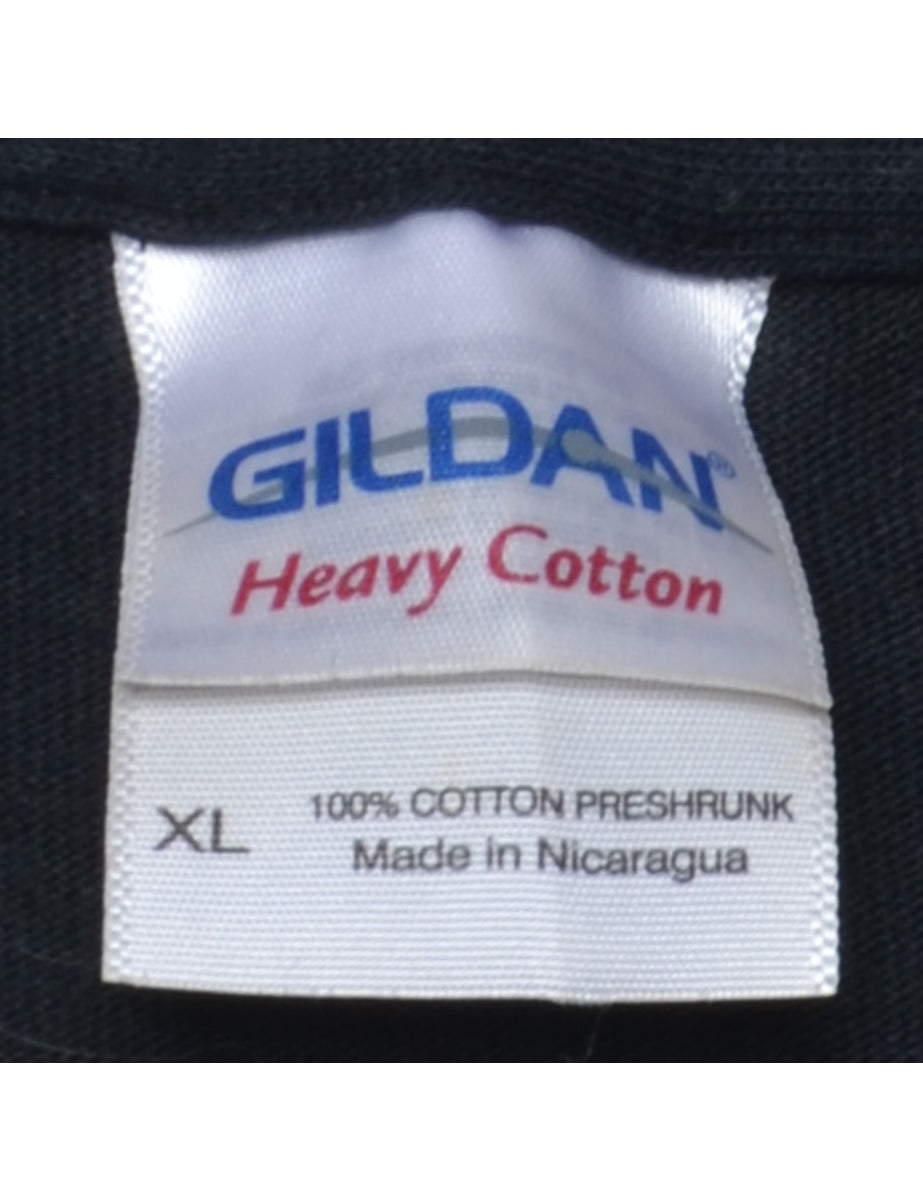 GILDAN®
Heavy Cotton
XL
100% COTTON PRESHRUNK
Made in Nicaragua